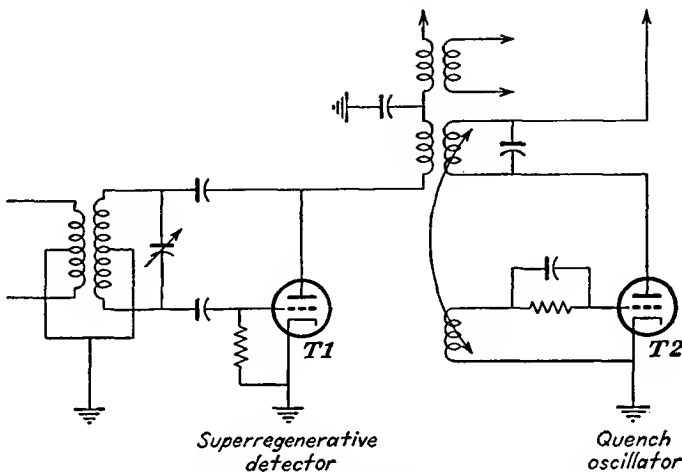 T1
T2
Superregenerative
detector
Quench
oscillator